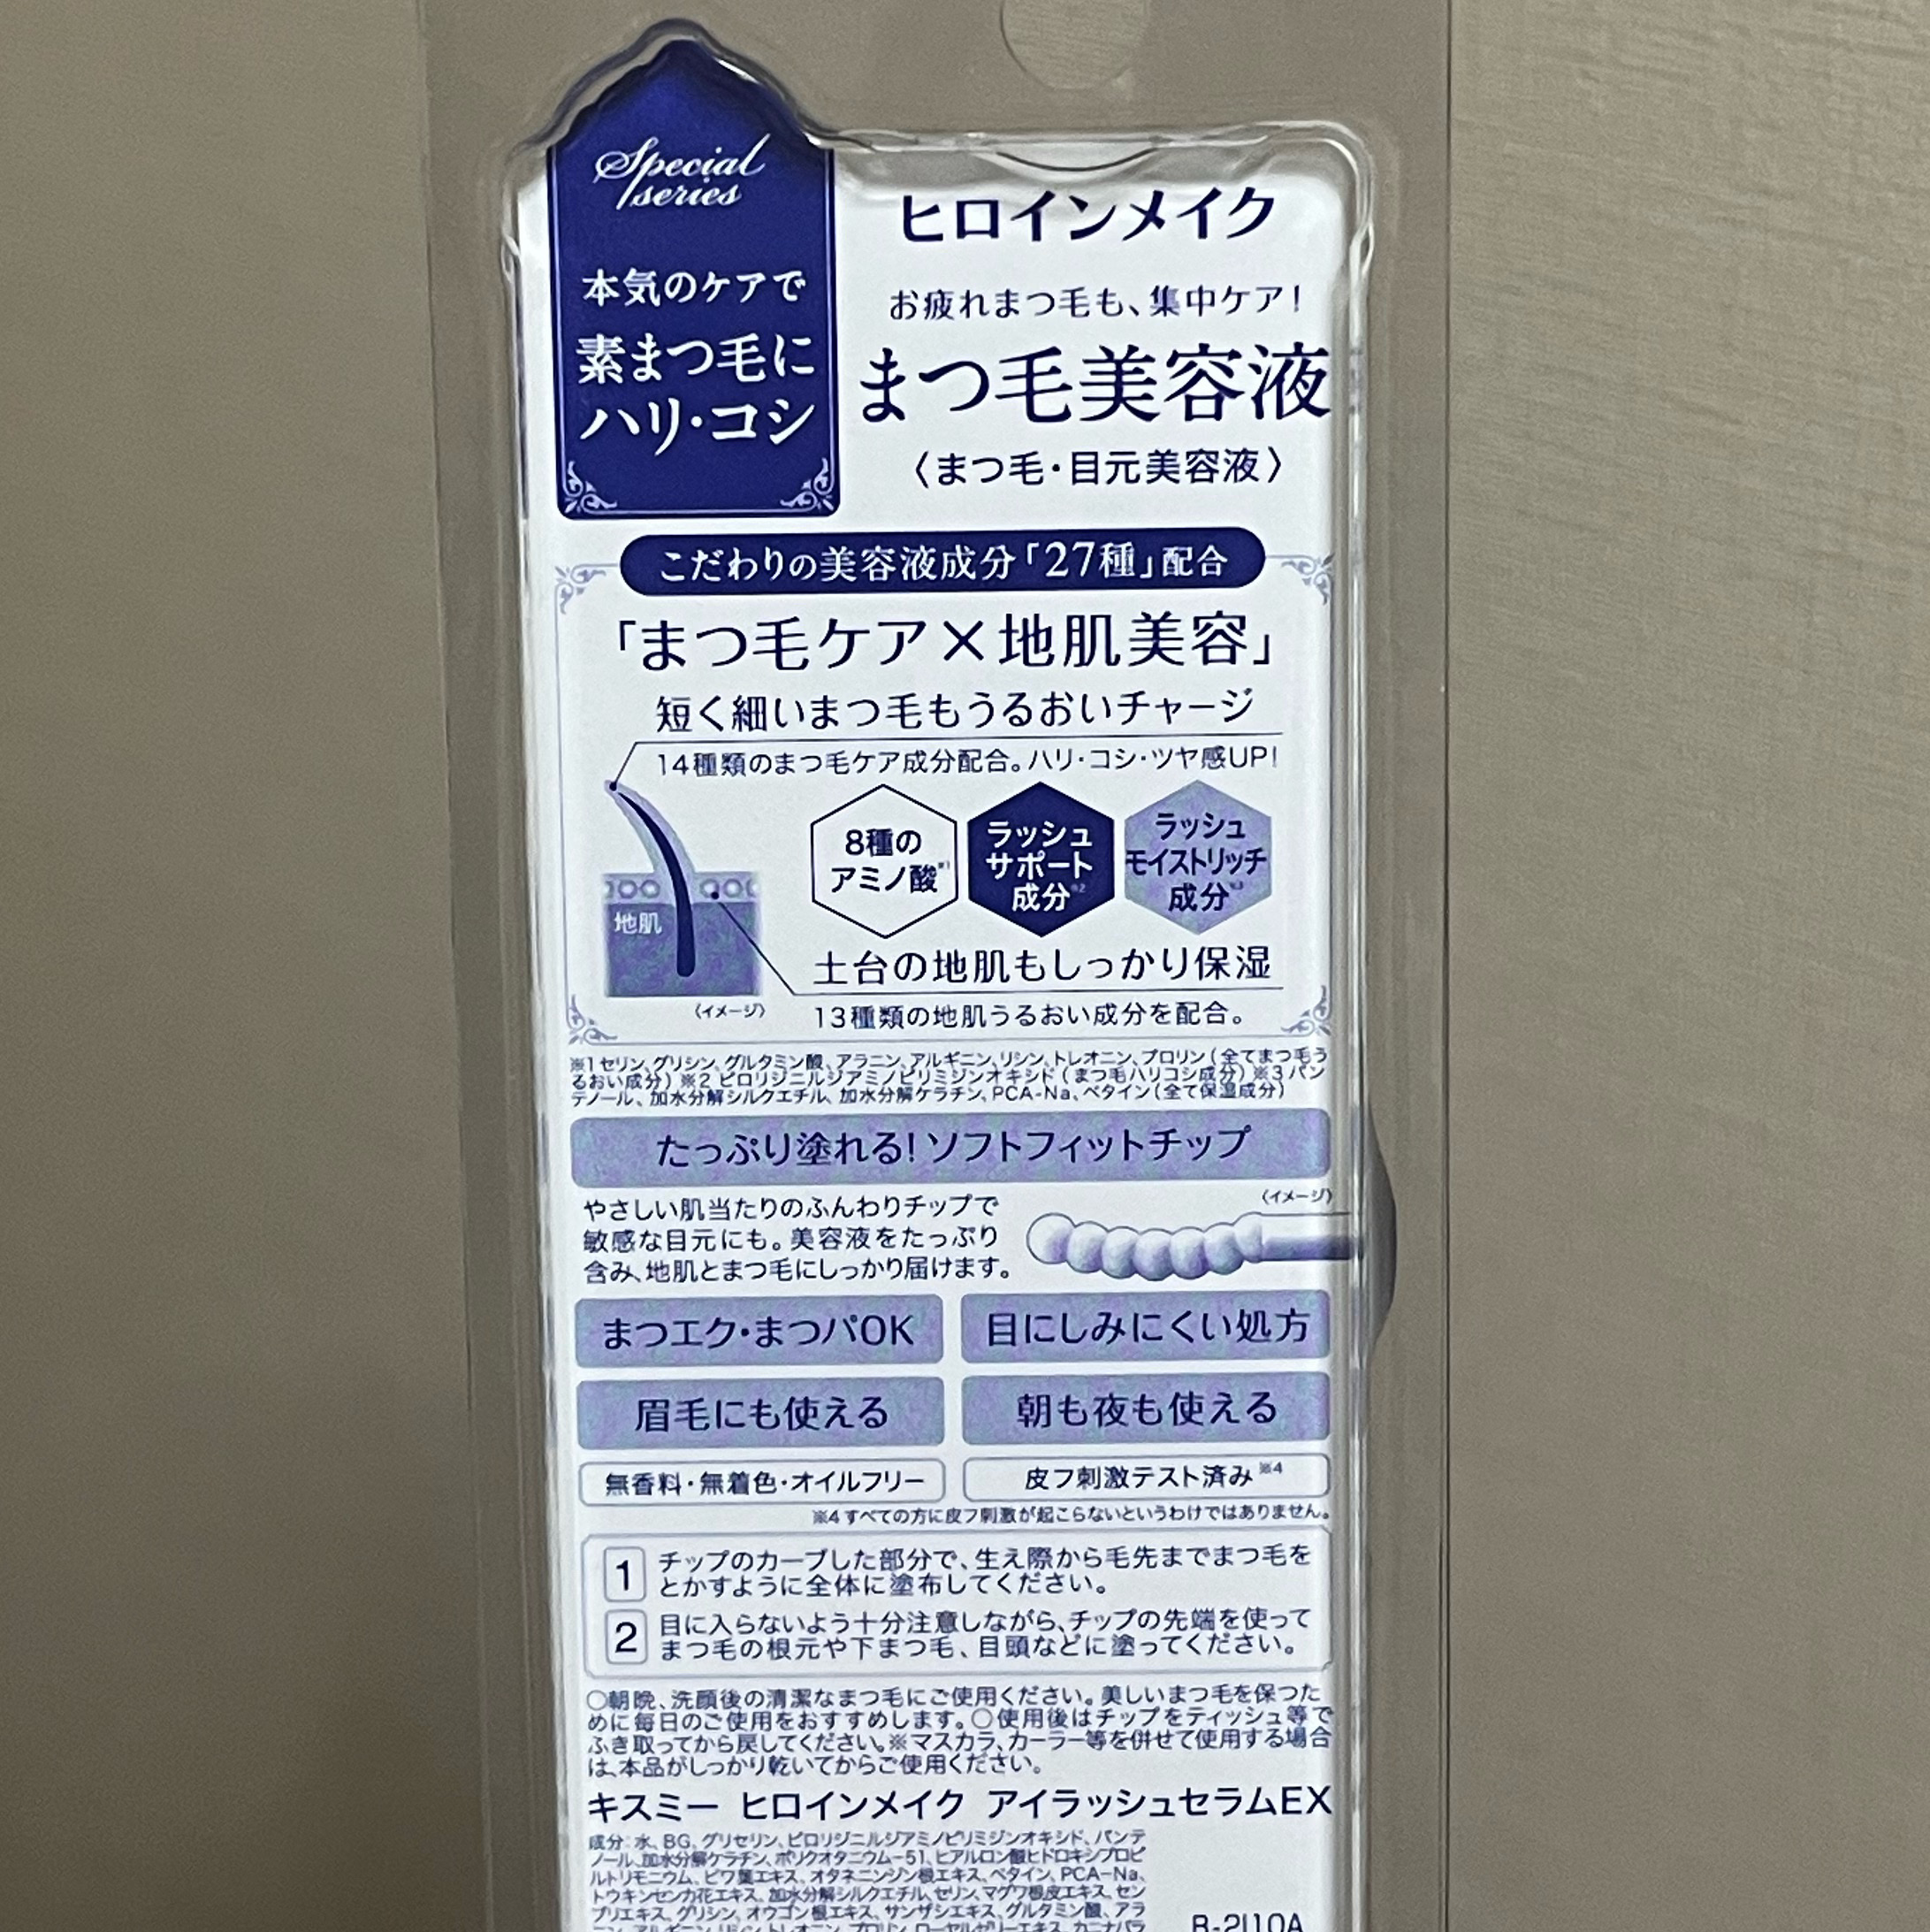 Special
series
本気のケアで
素まつ毛に
ハリ・コシ
ヒロインメイク
お疲れまつ毛も、集中ケア!
まつ毛美容液
〈まつ毛・目元美容液〉
こだわりの美容液成分「27種」配合
「まつ毛ケア×地肌美容」
短く細いまつ毛もうるおいチャージ
14種類のまつ毛ケア成分配合。ハリ・コシ・ツヤ感UP!
8種の
アミノ酸※1
ラッシュ
サポート
成分※2
ラッシュ
モイストリッチ
成分※3
地肌
〈イメージ〉
土台の地肌もしっかり保湿
13種類の地肌うるおい成分を配合。
※1セリン、グリシン、グルタミン酸、アラニン、アルギニン、リシン、トレオニン、プロリン(全てまつ毛う
るおい成分)※2 ピロリジニルジアミノピリミジンオキシド(まつ毛ハリコシ成分)※3パン
テノール、加水分解シルクエチル、加水分解ケラチン、PCA-Na、ベタイン(全て保湿成分)
たっぷり塗れる!ソフトフィットチップ
〈イメージ〉
やさしい肌当たりのふんわりチップで
敏感な目元にも。美容液をたっぷり
含み、地肌とまつ毛にしっかり届けます。
まつエク・まつパOK
目にしみにくい処方
眉毛にも使える
朝も夜も使える
無香料・無着色・オイルフリー
皮フ刺激テスト済み※4
※4 すべての方に皮フ刺激が起こらないというわけではありません。
1 チップのカーブした部分で、生え際から毛先までまつ毛を
とかすように全体に塗布してください。
2 目に入らないよう十分注意しながら、チップの先端を使って
まつ毛の根元や下まつ毛、目頭などに塗ってください。
○朝晩、洗顔後の清潔なまつ毛にご使用ください。美しいまつ毛を保つた
めに毎日のご使用をおすすめします。○使用後はチップをティッシュ等で
ふき取ってから戻してください。※マスカラ、カーラー等を併せて使用する場合
は、本品がしっかり乾いてからご使用ください。
キスミー ヒロインメイク アイラッシュセラムEX
成分:水、BG、グリセリン、ピロリジニルジアミノピリミジンオキシド、パンテ
ノール、加水分解ケラチン、ポリクオタニウム-51、ヒアルロン酸ヒドロキシプロピ
ルトリモニウム、ビワ葉エキス、オタネニンジン根エキス、ベタイン、PCA-Na、
トウキンセンカ花エキス、加水分解シルクエチル、セリン、マグワ根皮エキス、セン
ブリエキス、グリシン、オウゴン根エキス、サンザシエキス、グルタミン酸、アラ
ニン、アルギニン、リシン、トレオニン、プロリン、ローヤルゼリーエキス、カニナバラ